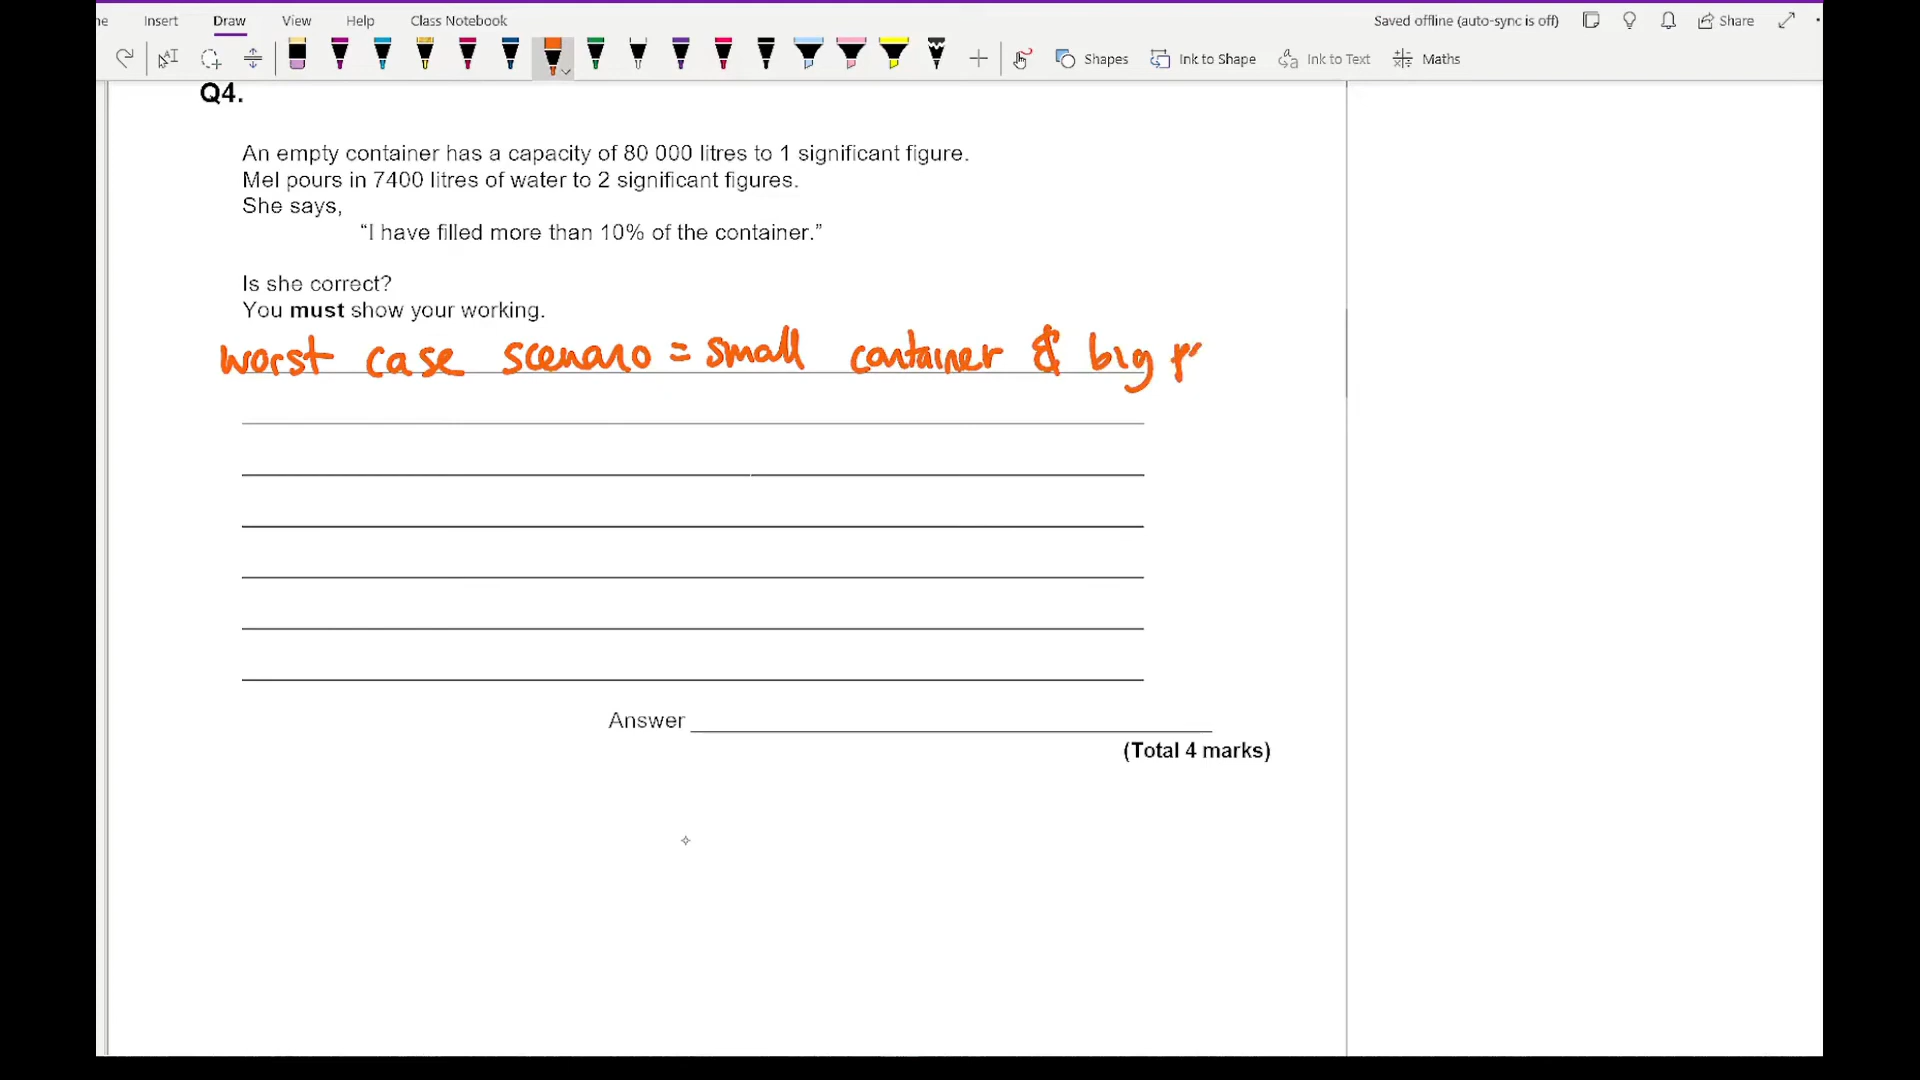 ne Insert Draw View Help Class Notebook Saved offline (auto-sync is off) Share
Shapes Ink to Shape Ink to Text Maths
Q4.
An empty container has a capacity of 80 000 litres to 1 significant figure.
Mel pours in 7400 litres of water to 2 significant figures.
She says,
“I have filled more than 10% of the container.”
Is she correct?
You must show your working.
worst case scenaro = small container & big
Answer
(Total 4 marks)